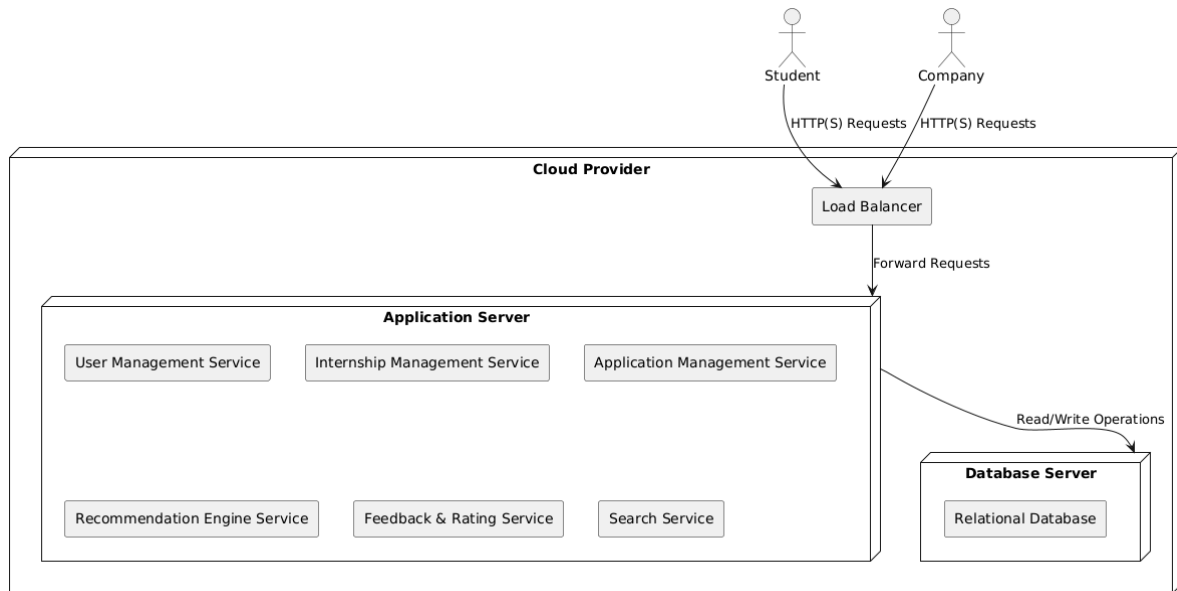 Student
Company
HTTP(S) Requests
HTTP(S) Requests
Cloud Provider
Load Balancer
Forward Requests
Application Server
User Management Service
Internship Management Service
Application Management Service
Read/Write Operations
Database Server
Recommendation Engine Service
Feedback & Rating Service
Search Service
Relational Database